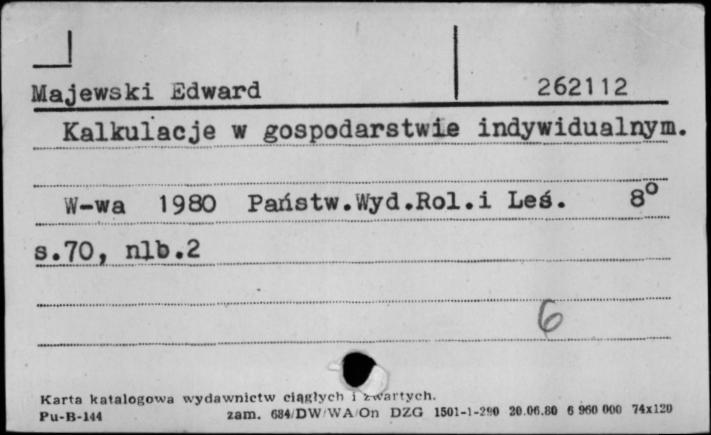 Majewski Edward 262112
Kalkulacje w gospodarstwie indywidualnym.
W-wa 1980 Państw.Wyd.Rol.i Leś. 8°
s.70, nlb.2
6
Karta katalogowa wydawnictw ciągłych i zwartych.
Pu-B-144 zam. 684/DW/WA/On DZG 1501-1-290 20.06.80 6 960 000 74x120